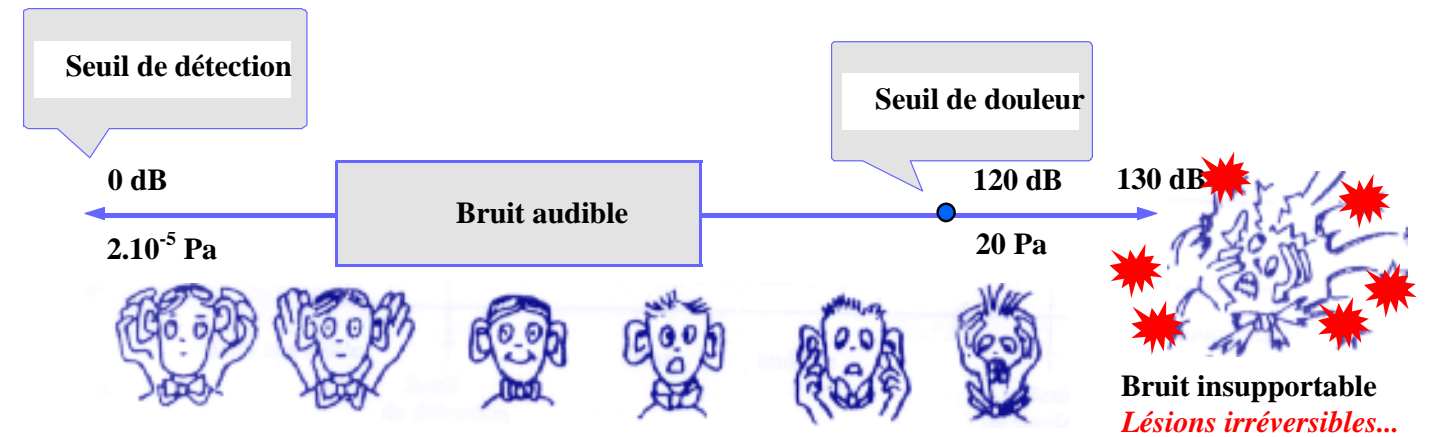 Seuil de détection
Seuil de douleur
0 dB
120 dB
130 dB
Bruit audible
2.10⁻⁵ Pa
20 Pa
Bruit insupportable
Lésions irréversibles...